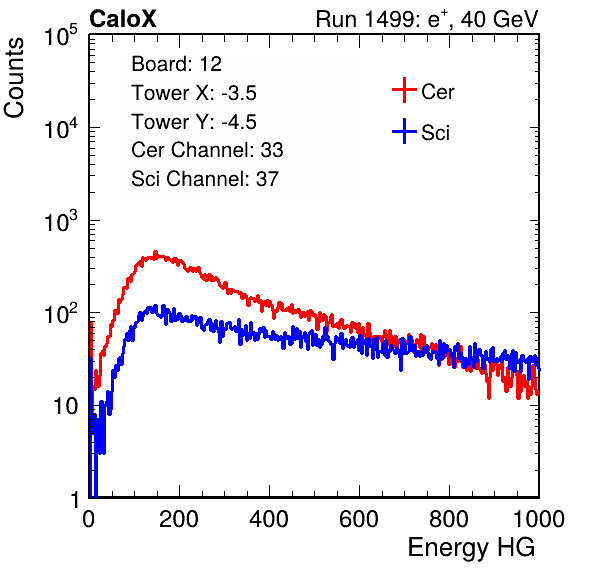 CaloX Run 1499: e⁺, 40 GeV
Counts
10⁵
10⁴
10³
10²
10
1
Board: 12
Tower X: -3.5
Tower Y: -4.5
Cer Channel: 33
Sci Channel: 37
Cer
Sci
0 200 400 600 800 1000
Energy HG